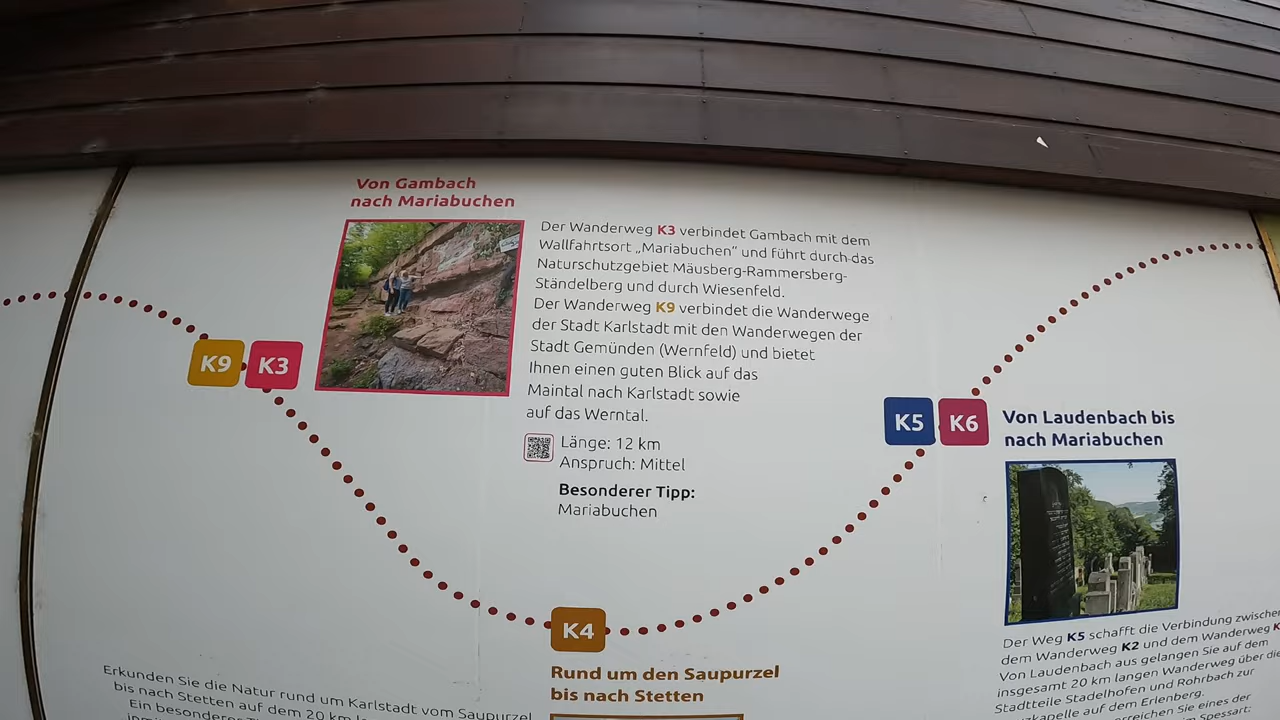 Von Gambach
nach Mariabuchen
Der Wanderweg K3 verbindet Gambach mit dem
Wallfahrtsort „Mariabuchen“ und führt durch das
Naturschutzgebiet Mäusberg-Rammersberg-
Ständelberg und durch Wiesenfeld.
Der Wanderweg K9 verbindet die Wanderwege
der Stadt Karlstadt mit den Wanderwegen der
Stadt Gemünden (Wernfeld) und bietet
Ihnen einen guten Blick auf das
Maintal nach Karlstadt sowie
auf das Werntal.
Länge: 12 km
Anspruch: Mittel
Besonderer Tipp:
Mariabuchen
K9 K3
K4
Rund um den Saupurzel
bis nach Stetten
Erkunden Sie die Natur rund um Karlstadt vom Saupurzel
bis nach Stetten auf dem 20 km
Ein besonderer
K5 K6
Von Laudenbach bis
nach Mariabuchen
Der Weg K5 schafft die Verbindung
dem Wanderweg K2 und dem Wanderweg
Von Laudenbach aus gelangen Sie auf dem
insgesamt 20 km langen Wanderweg über die
Stadtteile Stadelhofen und Rohrbach zur
auf dem Erlenberg.
eines der